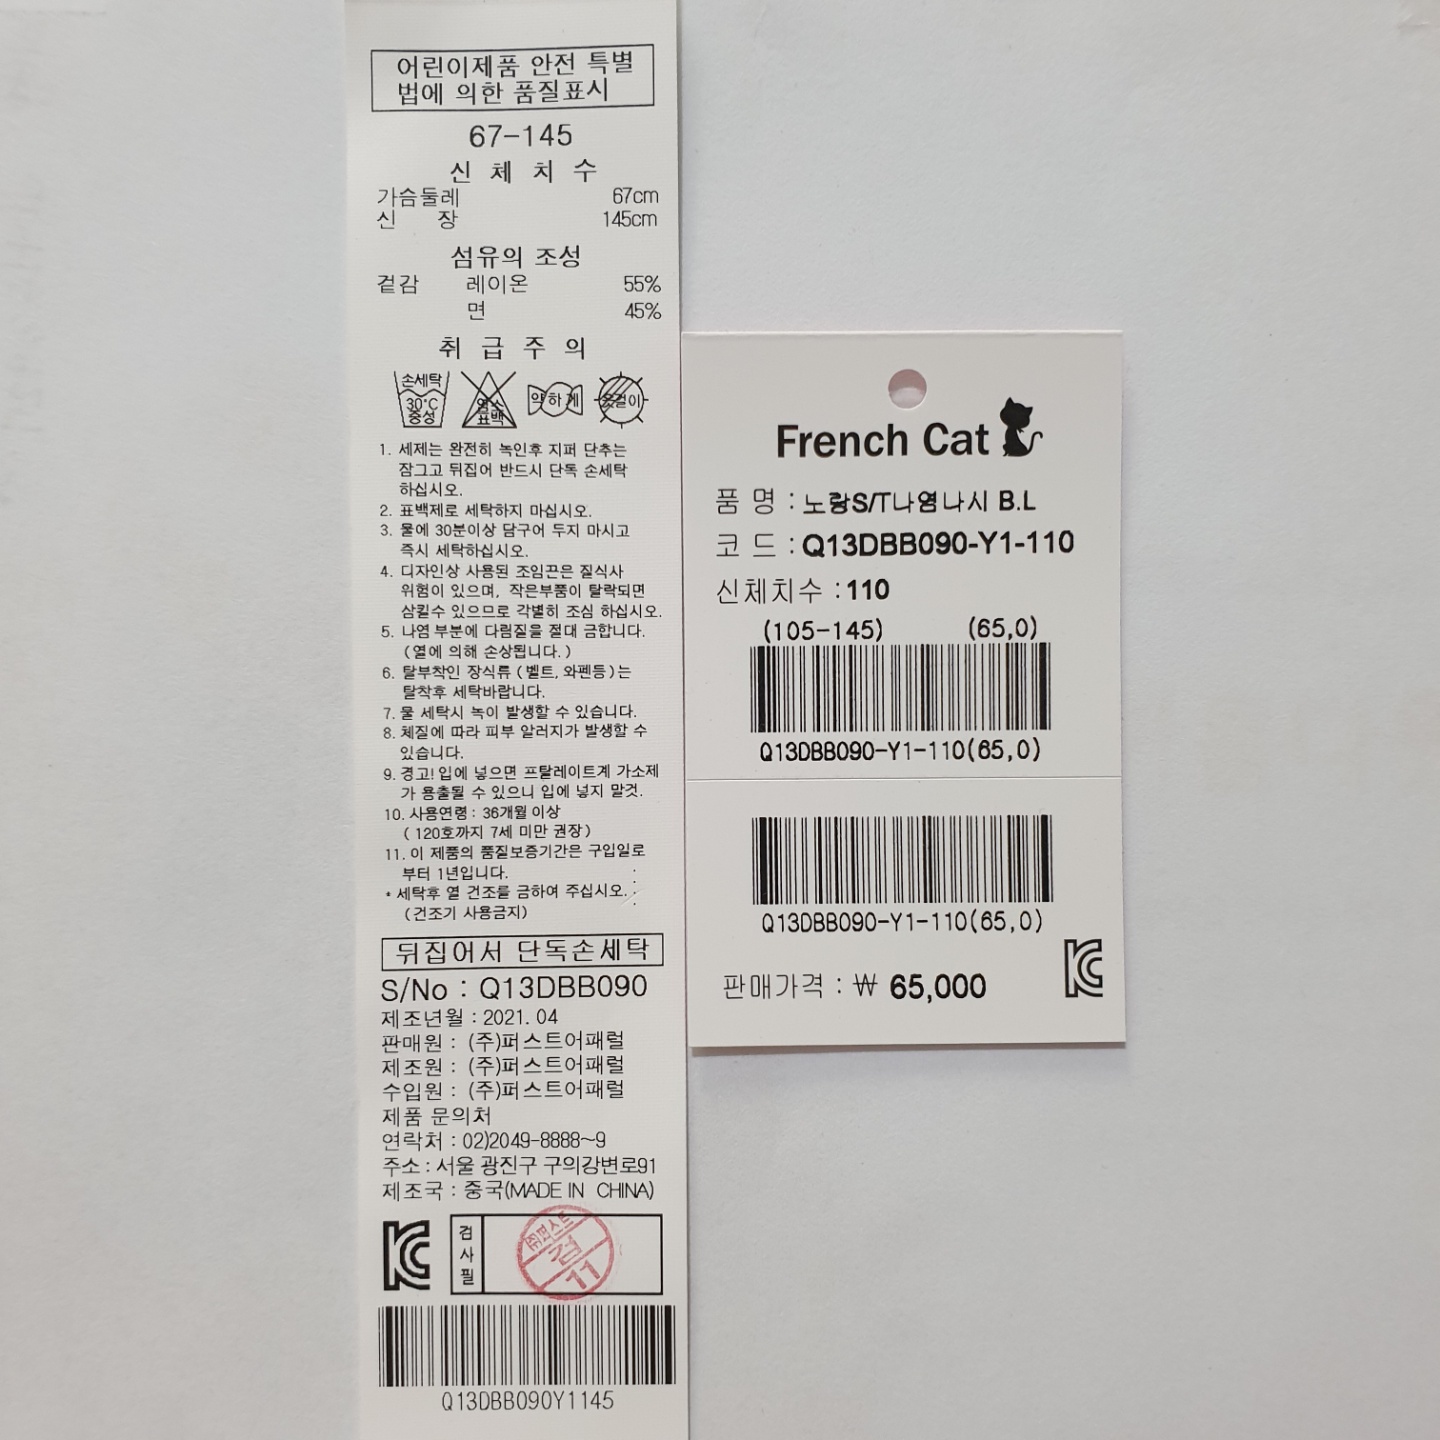 어린이제품 안전 특별
법에 의한 품질표시
67-145
신 체 치 수
가슴둘레 67cm
신 장 145cm
섬유의 조성
겉감 레이온 55%
면 45%
취 급 주 의
손세탁
30°C
중성
염소
표백
약하게
옷걸이
1. 세제는 완전히 녹인후 지퍼 단추는
잠그고 뒤집어 반드시 단독 손세탁
하십시오.
2. 표백제로 세탁하지 마십시오.
3. 물에 30분이상 담구어 두지 마시고
즉시 세탁하십시오.
4. 디자인상 사용된 조임끈은 질식사
위험이 있으며, 작은부품이 탈락되면
삼킬수 있으므로 각별히 조심 하십시오.
5. 나염 부분에 다림질을 절대 금합니다.
(열에 의해 손상됩니다.)
6. 탈부착인 장식류 (벨트, 와펜등)는
탈착후 세탁바랍니다.
7. 물 세탁시 녹이 발생할 수 있습니다.
8. 체질에 따라 피부 알러지가 발생할 수
있습니다.
9. 경고! 입에 넣으면 프탈레이트계 가소제
가 용출될 수 있으니 입에 넣지 말것.
10. 사용연령 : 36개월 이상
( 120호까지 7세 미만 권장)
11. 이 제품의 품질보증기간은 구입일로
부터 1년입니다.
* 세탁후 열 건조를 금하여 주십시오.
(건조기 사용금지)
뒤집어서 단독손세탁
S/No : Q13DBB090
제조년월 : 2021. 04
판매원 : (주)퍼스트어패럴
제조원 : (주)퍼스트어패럴
수입원 : (주)퍼스트어패럴
제품 문의처
연락처 : 02)2049-8888~9
주소 : 서울 광진구 구의강변로91
제조국 : 중국(MADE IN CHINA)
KC
검사필
㈜퍼스트
검
11
Q13DBB090Y1145
French Cat
품 명 : 노랑S/T나염나시 B.L
코 드 : Q13DBB090-Y1-110
신체치수 : 110
(105-145) (65,0)
Q13DBB090-Y1-110(65,0)
Q13DBB090-Y1-110(65,0)
판매가격 : ₩ 65,000
KC